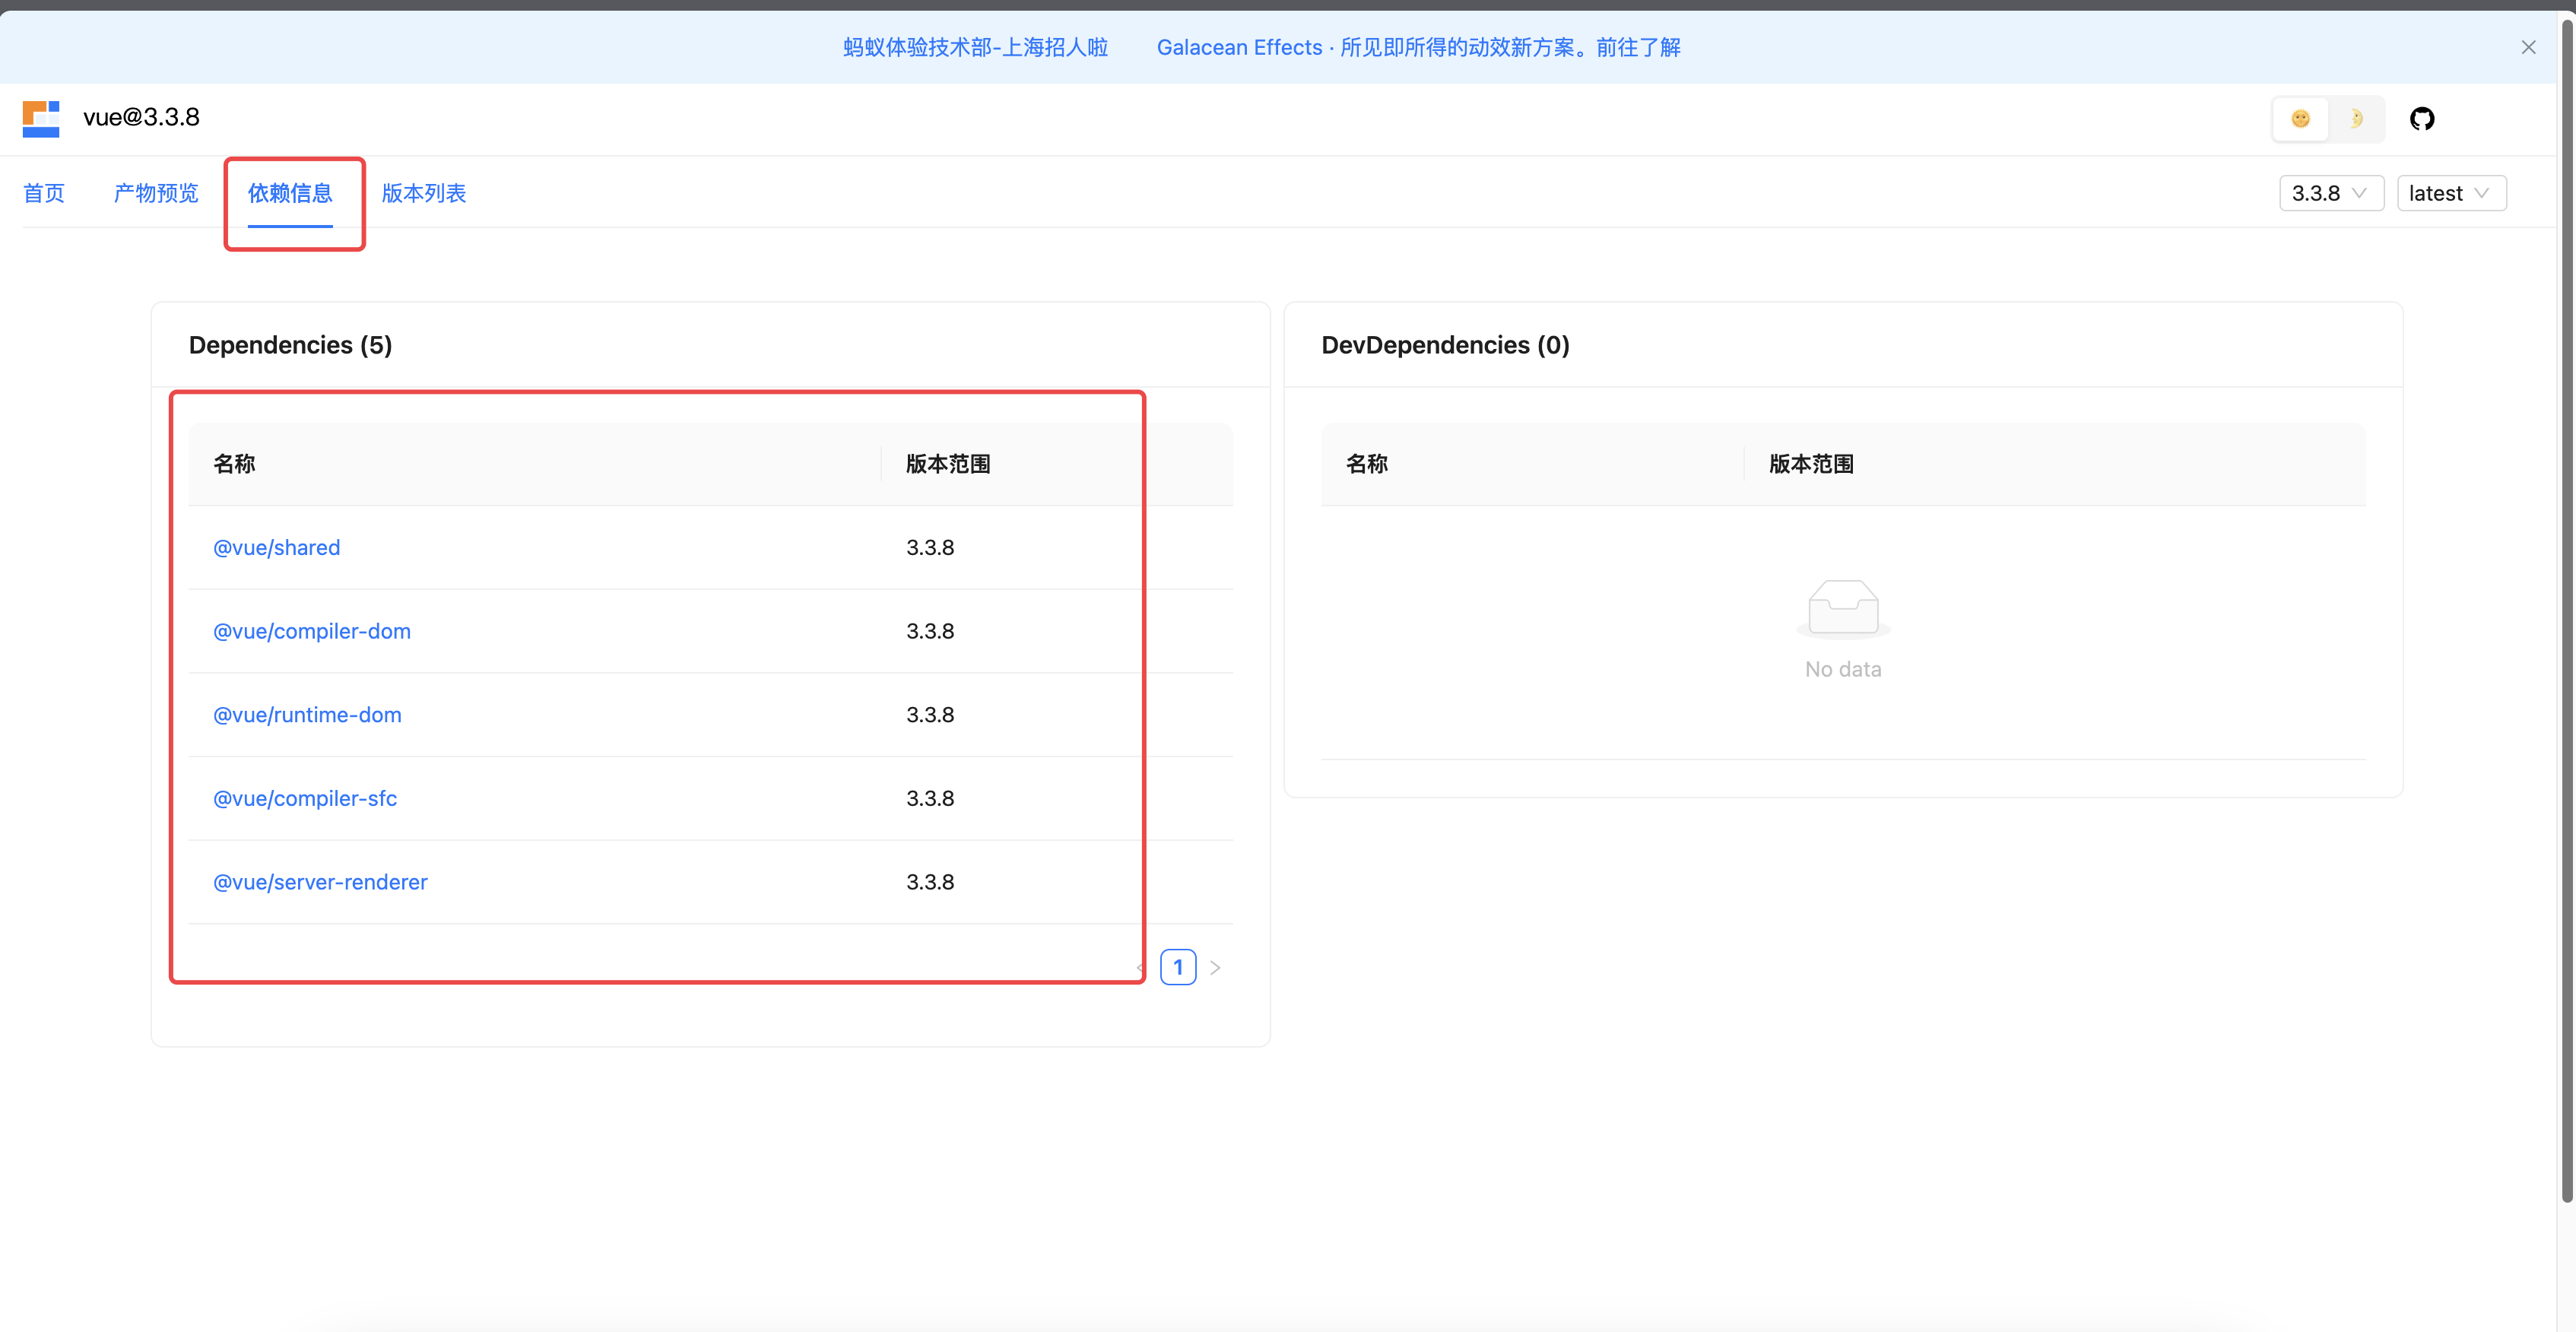 蚂蚁体验技术部-上海招人啦 Galacean Effects · 所见即所得的动效新方案。前往了解
vue@3.3.8
首页 产物预览 依赖信息 版本列表 3.3.8 latest
Dependencies (5)
名称 版本范围
@vue/shared 3.3.8
@vue/compiler-dom 3.3.8
@vue/runtime-dom 3.3.8
@vue/compiler-sfc 3.3.8
@vue/server-renderer 3.3.8
1
DevDependencies (0)
名称 版本范围
No data